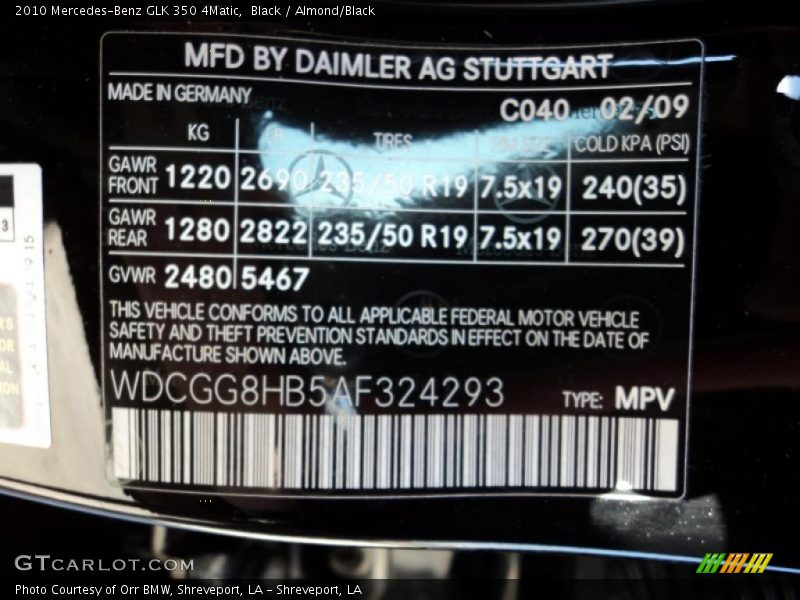 2010 Mercedes-Benz GLK 350 4Matic,  Black / Almond/Black
MFD BY DAIMLER AG STUTTGART
MADE IN GERMANY
C040 02/09
KG LB TIRES RIM SIZE COLD KPA (PSI)
GAWR FRONT 1220 2690 235/50 R19 7.5x19 240(35)
GAWR REAR 1280 2822 235/50 R19 7.5x19 270(39)
GVWR 2480 5467
THIS VEHICLE CONFORMS TO ALL APPLICABLE FEDERAL MOTOR VEHICLE
SAFETY AND THEFT PREVENTION STANDARDS IN EFFECT ON THE DATE OF
MANUFACTURE SHOWN ABOVE.
WDCGG8HB5AF324293 TYPE: MPV
GTCARLOT.COM
Photo Courtesy of Orr BMW, Shreveport, LA - Shreveport, LA